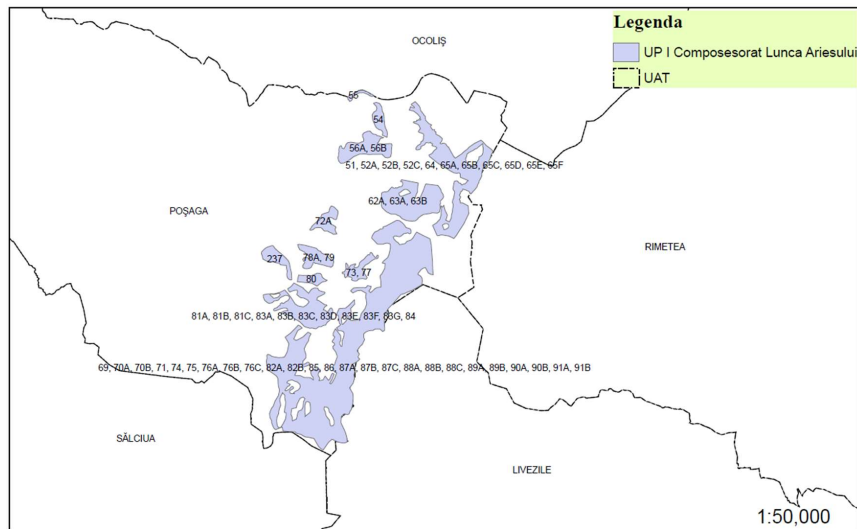 OCOLIȘ
Legenda
UP I Composesorat Lunca Ariesului
UAT
55
54
56A, 56B
51, 52A, 52B, 52C, 64, 65A, 65B, 65C, 65D, 65E, 65F
62A, 63A, 63B
POȘAGA
72A
RIMETEA
237
78A, 79
73, 77
80
81A, 81B, 81C, 83A, 83B, 83C, 83D, 83E, 83F, 83G, 84
69, 70A, 70B, 71, 74, 75, 76A, 76B, 76C, 82A, 82B, 85, 86, 87A, 87B, 87C, 88A, 88B, 88C, 89A, 89B, 90A, 90B, 91A, 91B
SĂLCIUA
LIVEZILE
1:50,000